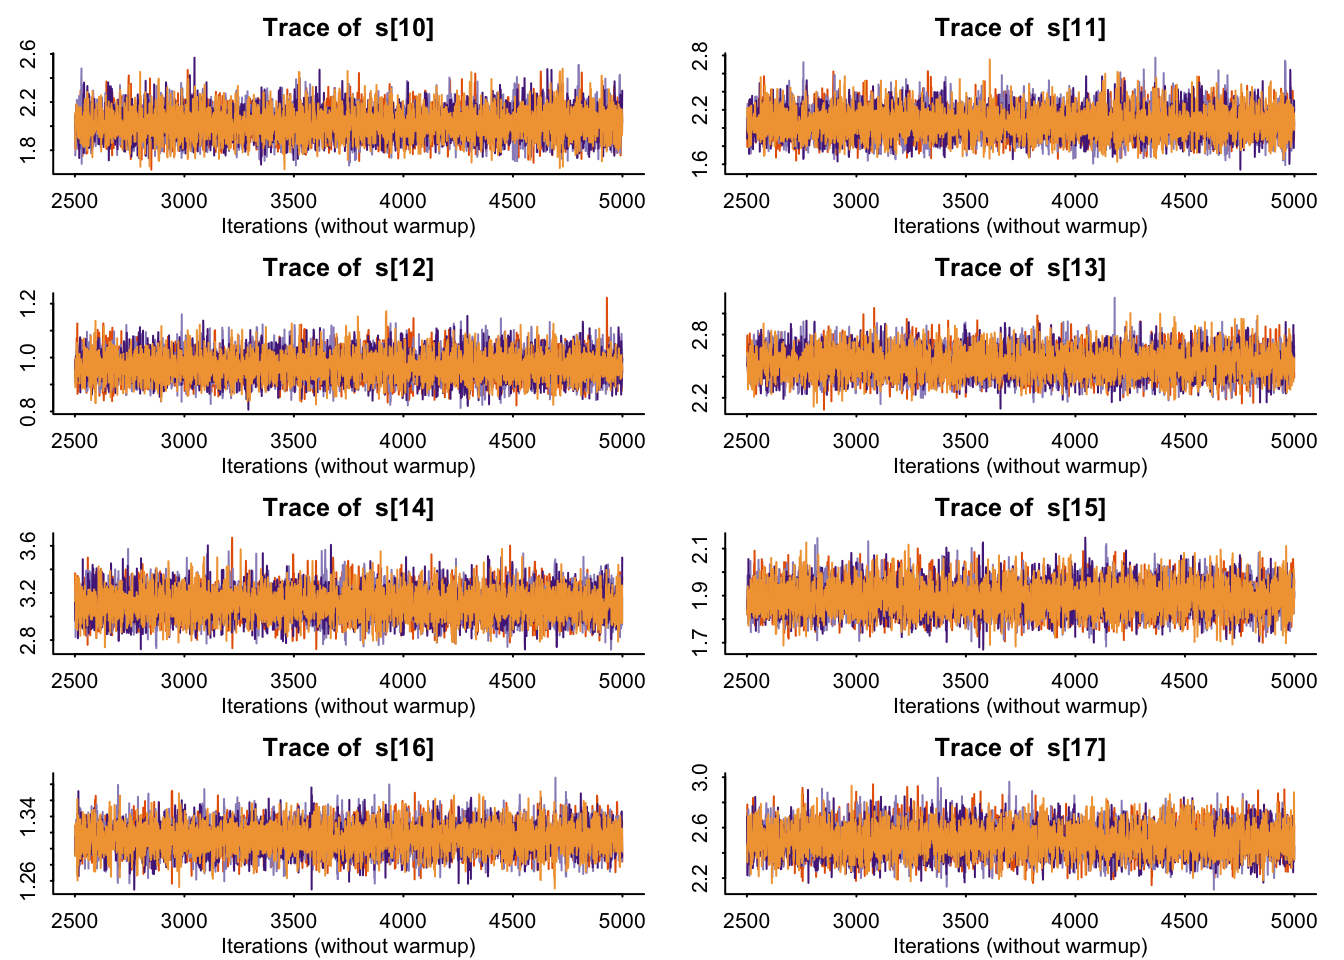 Trace of s[10]
2.6
2.2
1.8
2500 3000 3500 4000 4500 5000
Iterations (without warmup)
Trace of s[11]
2.8
2.2
1.6
2500 3000 3500 4000 4500 5000
Iterations (without warmup)
Trace of s[12]
1.2
1.0
0.8
2500 3000 3500 4000 4500 5000
Iterations (without warmup)
Trace of s[13]
2.8
2.2
2500 3000 3500 4000 4500 5000
Iterations (without warmup)
Trace of s[14]
3.6
3.2
2.8
2500 3000 3500 4000 4500 5000
Iterations (without warmup)
Trace of s[15]
2.1
1.9
1.7
2500 3000 3500 4000 4500 5000
Iterations (without warmup)
Trace of s[16]
1.34
1.26
2500 3000 3500 4000 4500 5000
Iterations (without warmup)
Trace of s[17]
3.0
2.6
2.2
2500 3000 3500 4000 4500 5000
Iterations (without warmup)